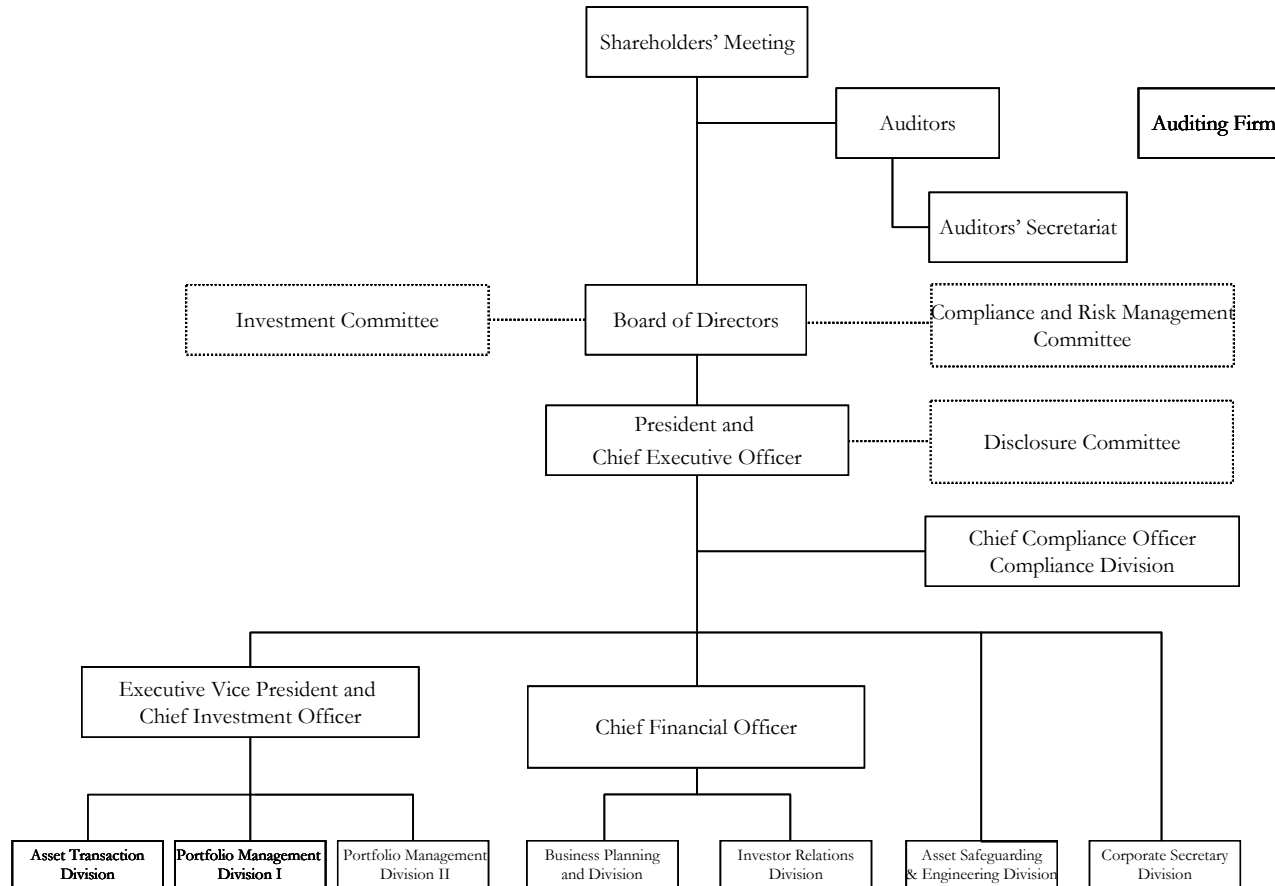 Shareholders' Meeting
Auditors
Auditing Firm
Auditors' Secretariat
Investment Committee
Board of Directors
Compliance and Risk Management
Committee
President and
Chief Executive Officer
Disclosure Committee
Chief Compliance Officer
Compliance Division
Executive Vice President and
Chief Investment Officer
Chief Financial Officer
Asset Transaction
Division
Portfolio Management
Division I
Portfolio Management
Division II
Business Planning
and Division
Investor Relations
Division
Asset Safeguarding
& Engineering Division
Corporate Secretary
Division